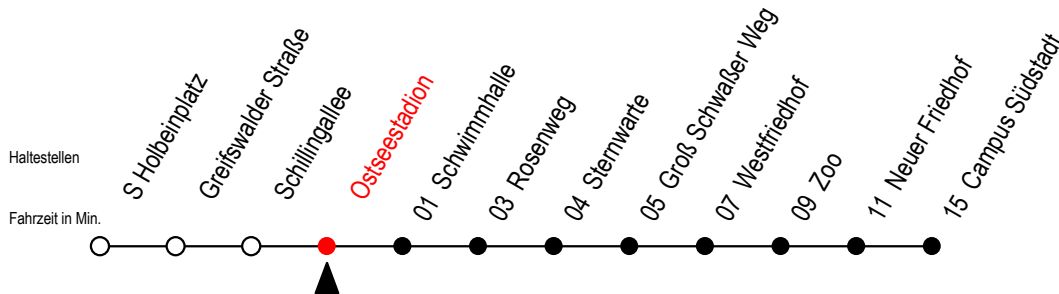 Haltestellen
Fahrzeit in Min.
S Holbeinplatz
Greifswalder Straße
Schillingallee
Ostseestadion
01 Schwimmhalle
03 Rosenweg
04 Sternwarte
05 Groß Schwaßer Weg
07 Westfriedhof
09 Zoo
11 Neuer Friedhof
15 Campus Südstadt